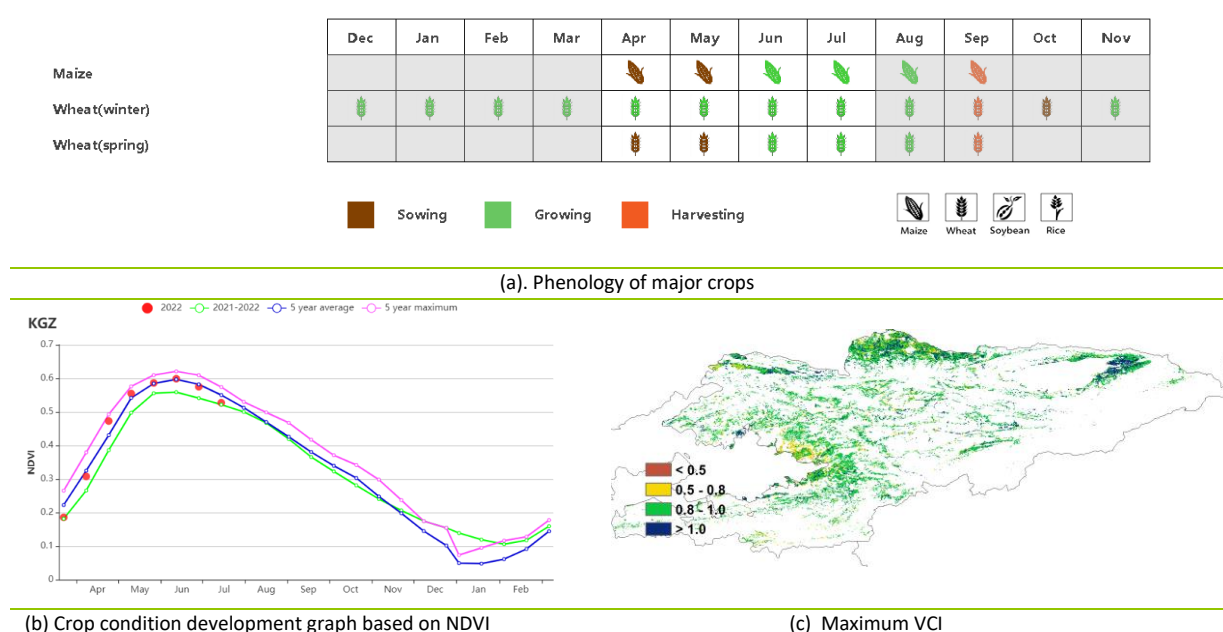 Dec Jan Feb Mar Apr May Jun Jul Aug Sep Oct Nov
Maize
Wheat(winter)
Wheat(spring)
Sowing Growing Harvesting
Maize Wheat Soybean Rice
(a). Phenology of major crops
2022 2021-2022 5 year average 5 year maximum
KGZ
0.7
0.6
0.5
0.4
0.3
0.2
0.1
0
NDVI
Apr May Jun Jul Aug Sep Oct Nov Dec Jan Feb
< 0.5
0.5 - 0.8
0.8 - 1.0
> 1.0
(b) Crop condition development graph based on NDVI (c) Maximum VCI